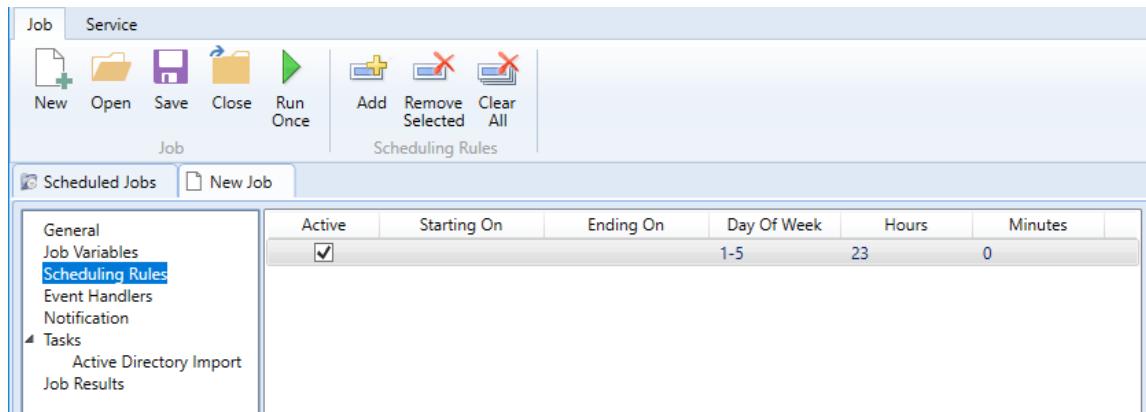 Job Service
New Open Save Close Run Once Add Remove Selected Clear All
Job Scheduling Rules
Scheduled Jobs New Job
General
Job Variables
Scheduling Rules
Event Handlers
Notification
Tasks
Active Directory Import
Job Results
Active Starting On Ending On Day Of Week Hours Minutes
1-5 23 0